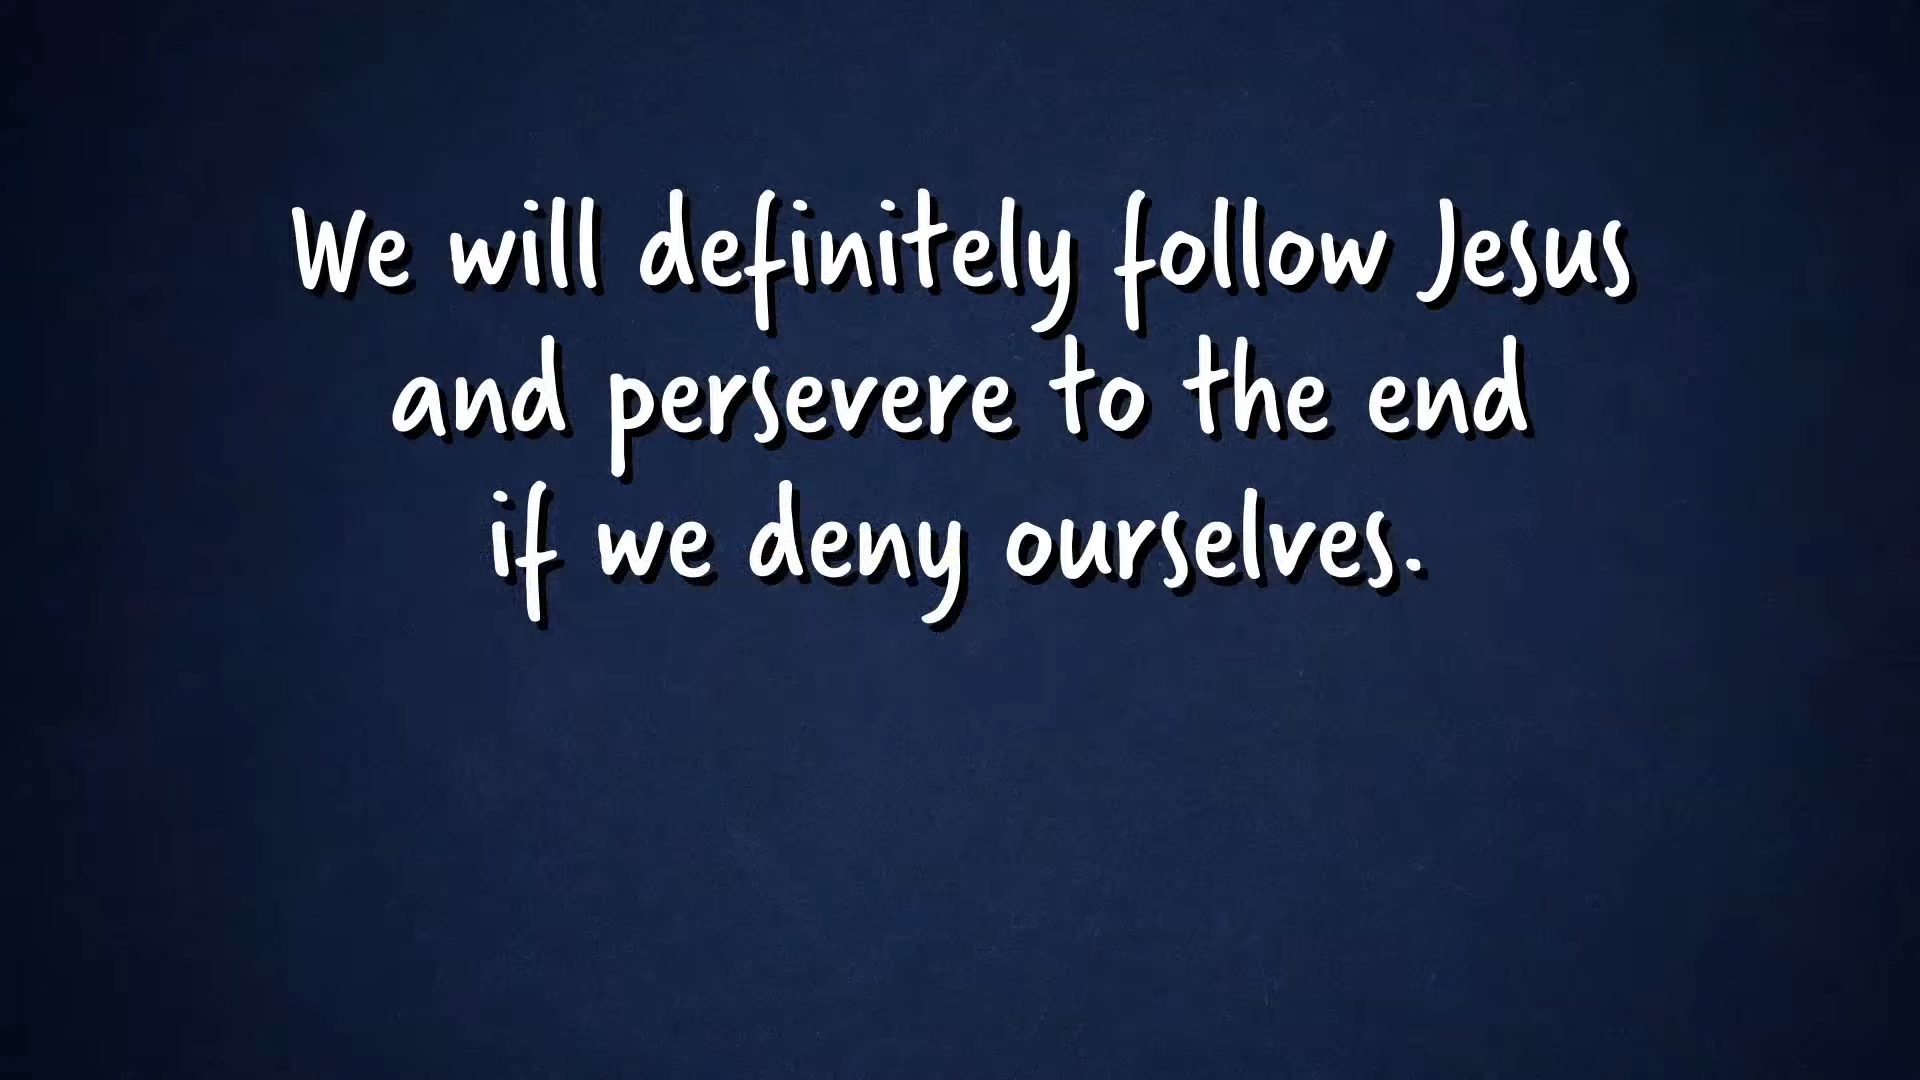 We will definitely follow Jesus
and persevere to the end
if we deny ourselves.